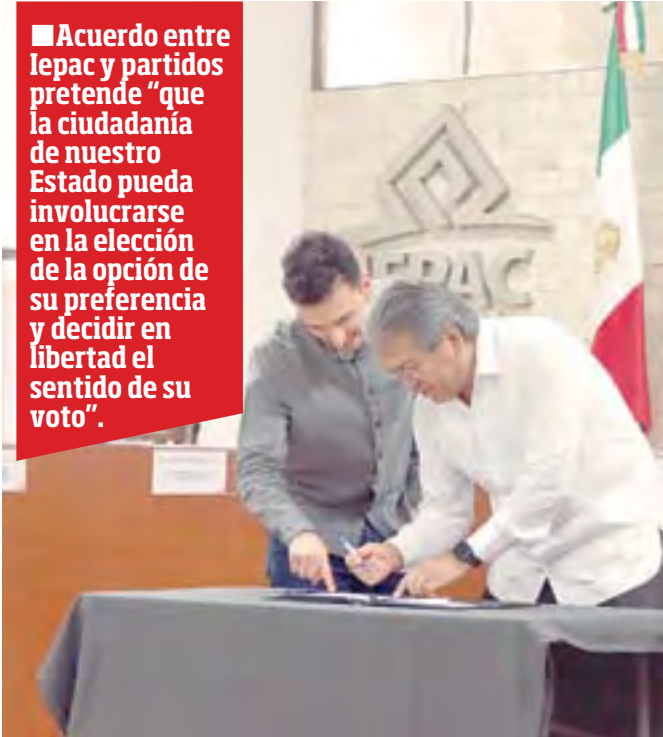 ■Acuerdo entre
Iepac y partidos
pretende “que
la ciudadanía
de nuestro
Estado pueda
involucrarse
en la elección
de la opción de
su preferencia
y decidir en
libertad el
sentido de su
voto”.
IEPAC